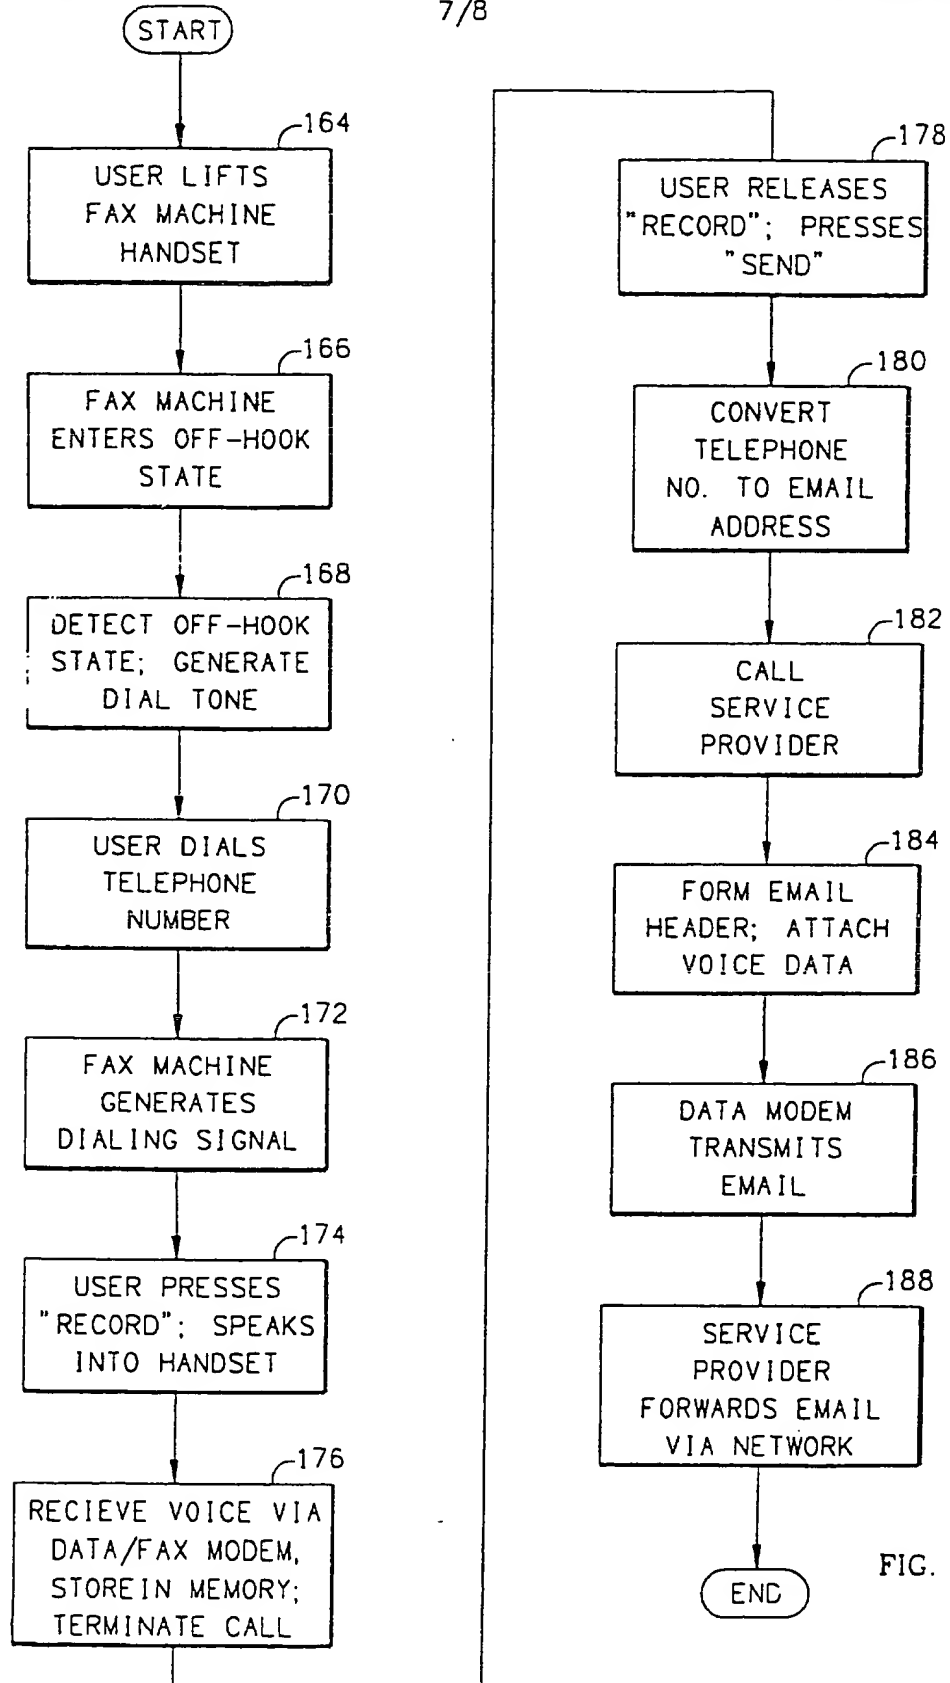 7/8
START
164
USER LIFTS
FAX MACHINE
HANDSET
166
FAX MACHINE
ENTERS OFF-HOOK
STATE
168
DETECT OFF-HOOK
STATE; GENERATE
DIAL TONE
170
USER DIALS
TELEPHONE
NUMBER
172
FAX MACHINE
GENERATES
DIALING SIGNAL
174
USER PRESSES
"RECORD"; SPEAKS
INTO HANDSET
176
RECIEVE VOICE VIA
DATA/FAX MODEM,
STOREIN MEMORY;
TERMINATE CALL
178
USER RELEASES
"RECORD"; PRESSES
"SEND"
180
CONVERT
TELEPHONE
NO. TO EMAIL
ADDRESS
182
CALL
SERVICE
PROVIDER
184
FORM EMAIL
HEADER; ATTACH
VOICE DATA
186
DATA MODEM
TRANSMITS
EMAIL
188
SERVICE
PROVIDER
FORWARDS EMAIL
VIA NETWORK
END
FIG.